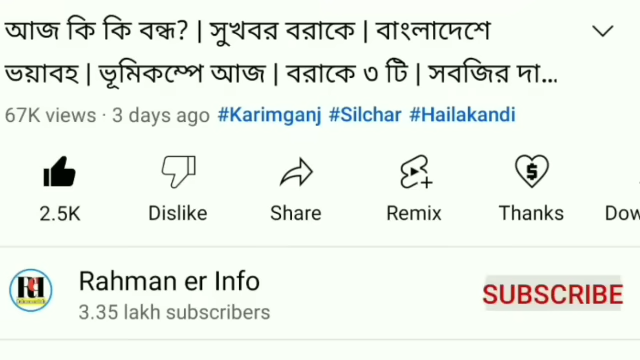 আজ কি কি বন্ধ? | সুখবর বরাকে | বাংলাদেশে
ভয়াবহ | ভূমিকম্পে আজ | বরাকে ৩ টি | সবজির দা...
67K views · 3 days ago #Karimganj #Silchar #Hailakandi
2.5K Dislike Share Remix Thanks Dow
Rahman er Info SUBSCRIBE
3.35 lakh subscribers